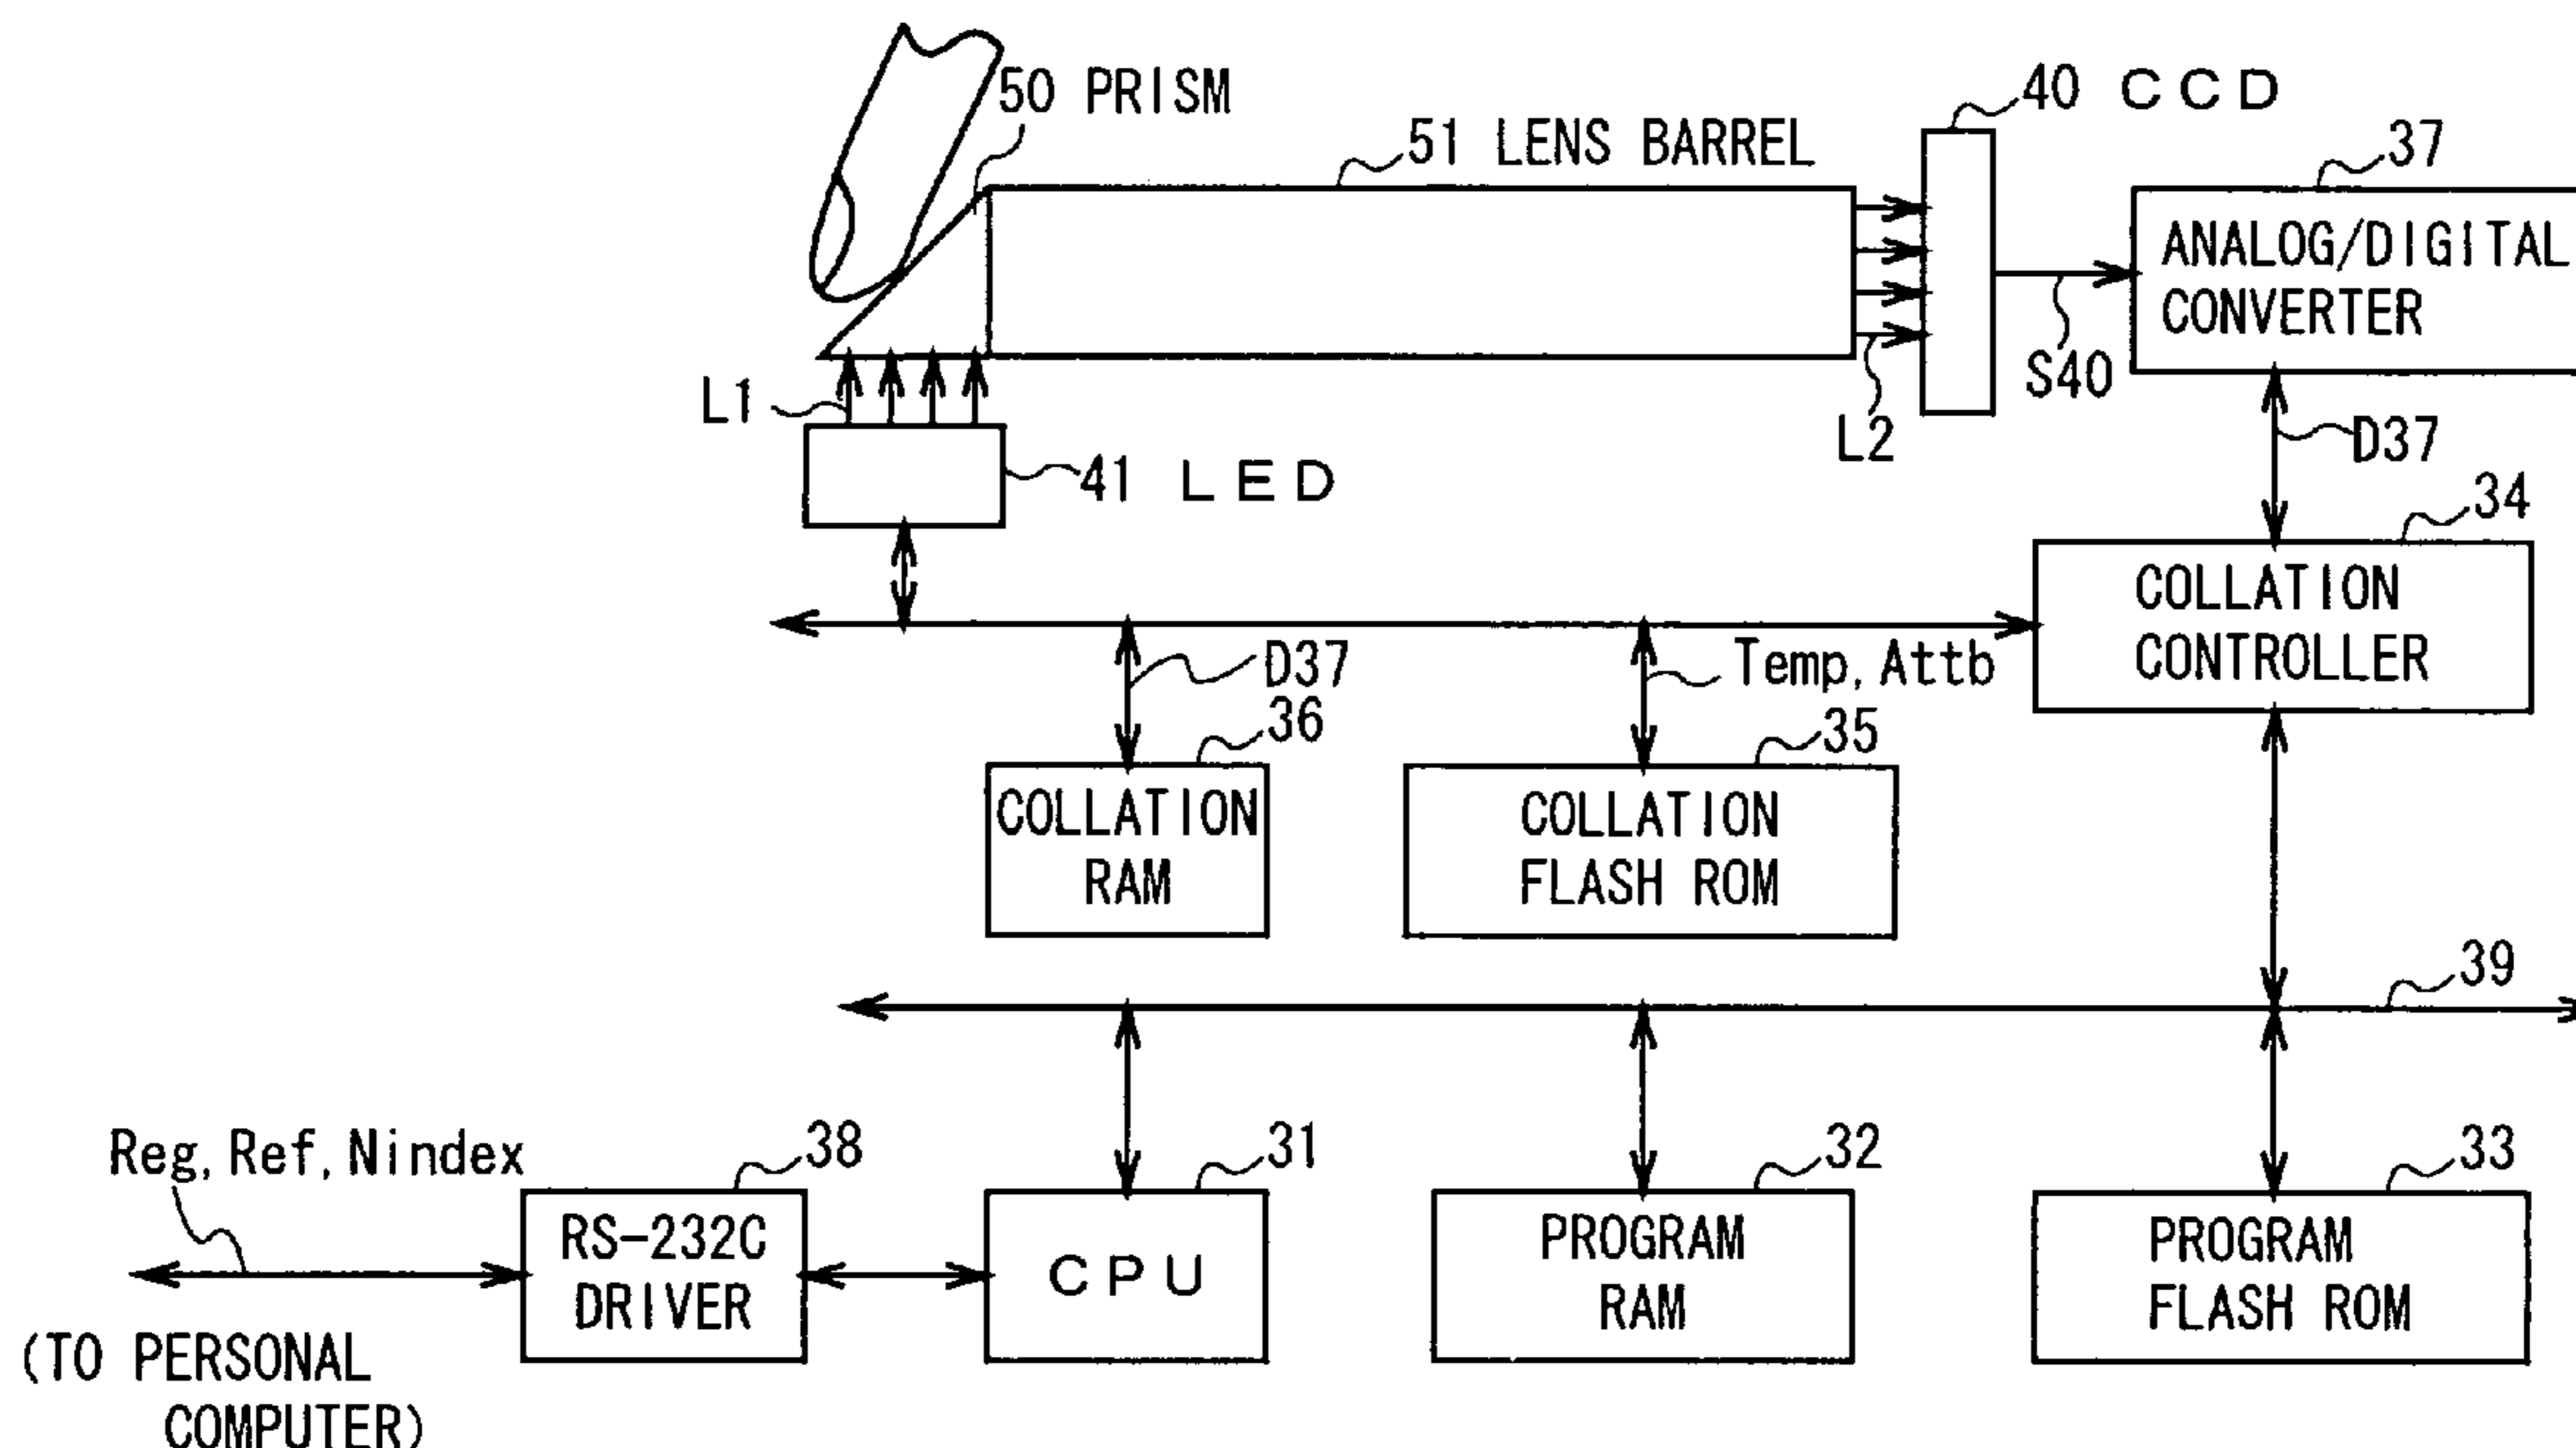 50 PRISM
40 CCD
51 LENS BARREL
37
ANALOG/DIGITAL
CONVERTER
L1
S40
L2
D37
41 LED
34
COLLATION
CONTROLLER
D37
Temp, Attb
36
35
COLLATION
RAM
COLLATION
FLASH ROM
39
Reg, Ref, Nindex
38
31
32
33
RS-232C
DRIVER
CPU
PROGRAM
RAM
PROGRAM
FLASH ROM
(TO PERSONAL
COMPUTER)